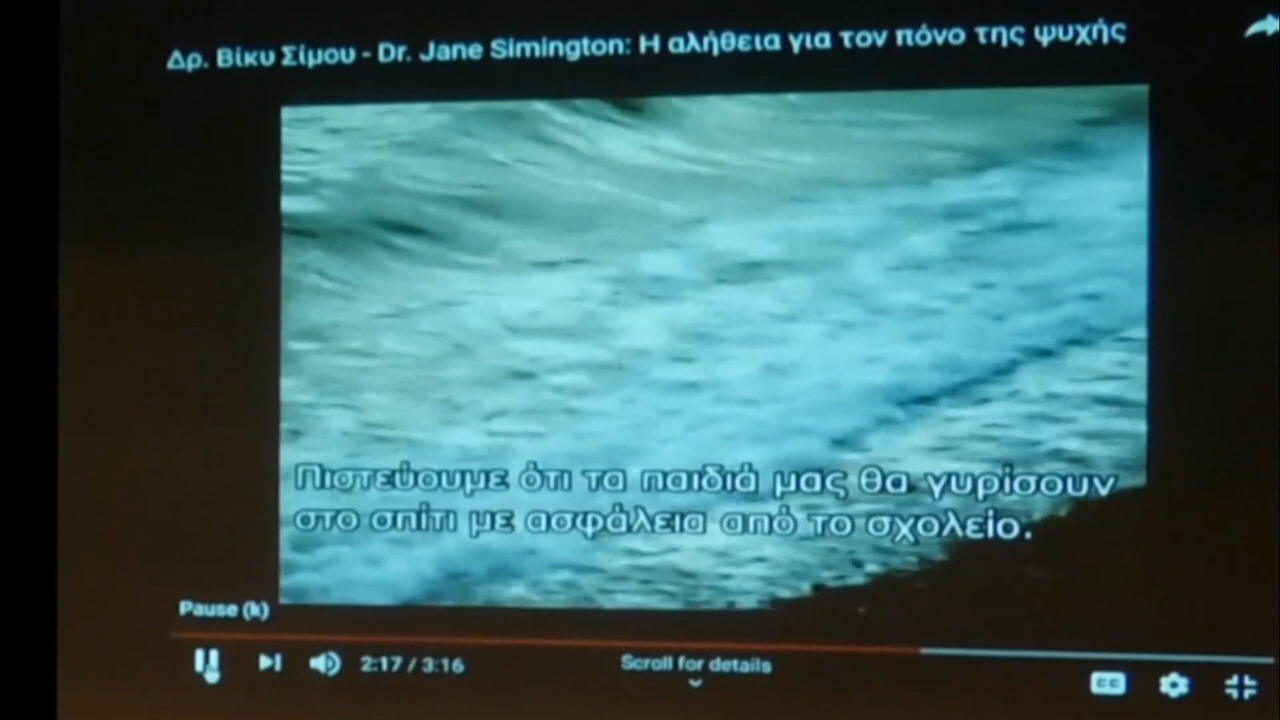 Δρ. Βίκυ Σίμου - Dr. Jane Simington: Η αλήθεια για τον πόνο της ψυχής
Πιστεύουμε ότι τα παιδιά μας θα γυρίσουν
στο σπίτι με ασφάλεια από το σχολείο.
Pause (k)
2:17 / 3:16
Scroll for details
CC